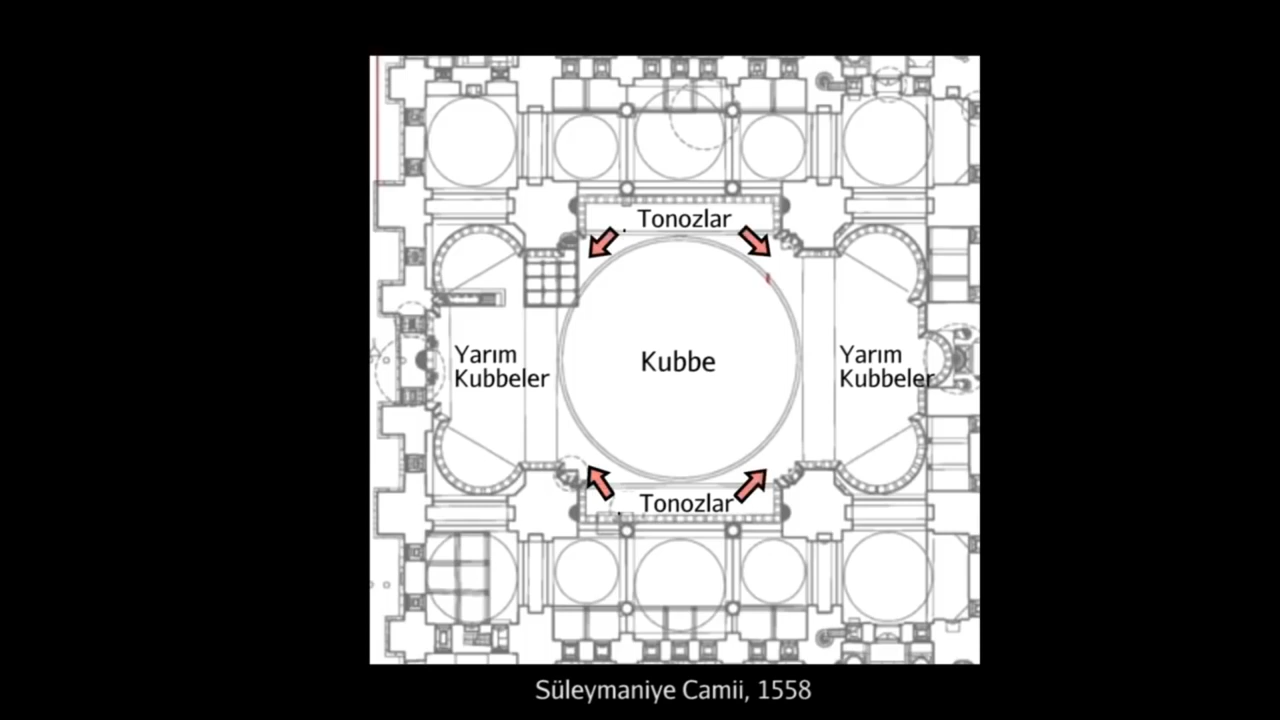 Tonozlar
Yarım
Kubbeler
Kubbe
Yarım
Kubbeler
Tonozlar
Süleymaniye Camii, 1558